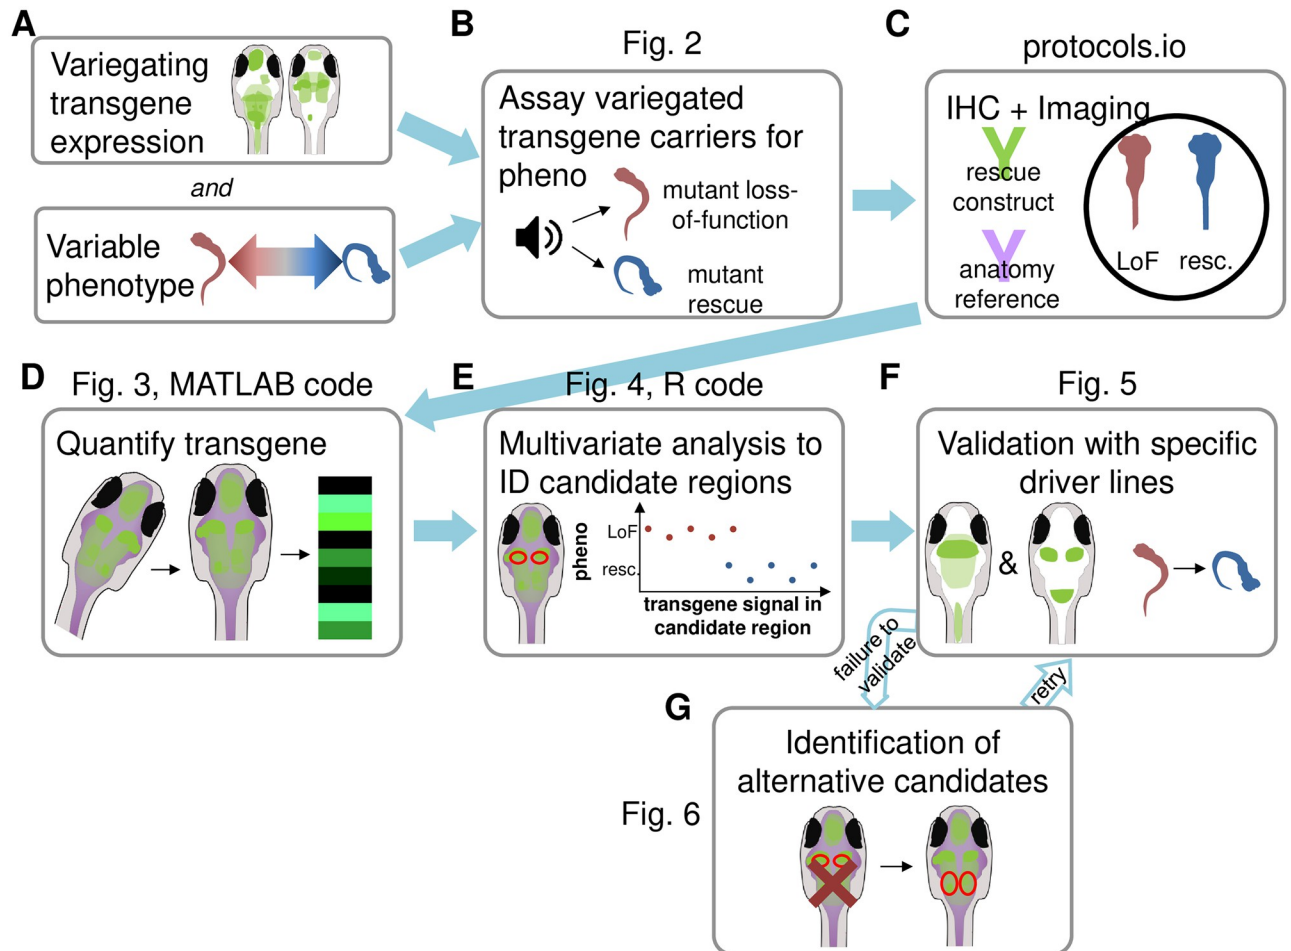 A
Variegating
transgene
expression
and
Variable
phenotype
B
Fig. 2
Assay variegated
transgene carriers for
pheno
mutant loss-
of-function
mutant
rescue
C
protocols.io
IHC + Imaging
rescue
construct
anatomy
reference
LoF resc.
D
Fig. 3, MATLAB code
Quantify transgene
E
Fig. 4, R code
Multivariate analysis to
ID candidate regions
pheno
LoF
resc.
transgene signal in
candidate region
F
Fig. 5
Validation with specific
driver lines
&
failure to
validate
retry
G
Fig. 6
Identification of
alternative candidates